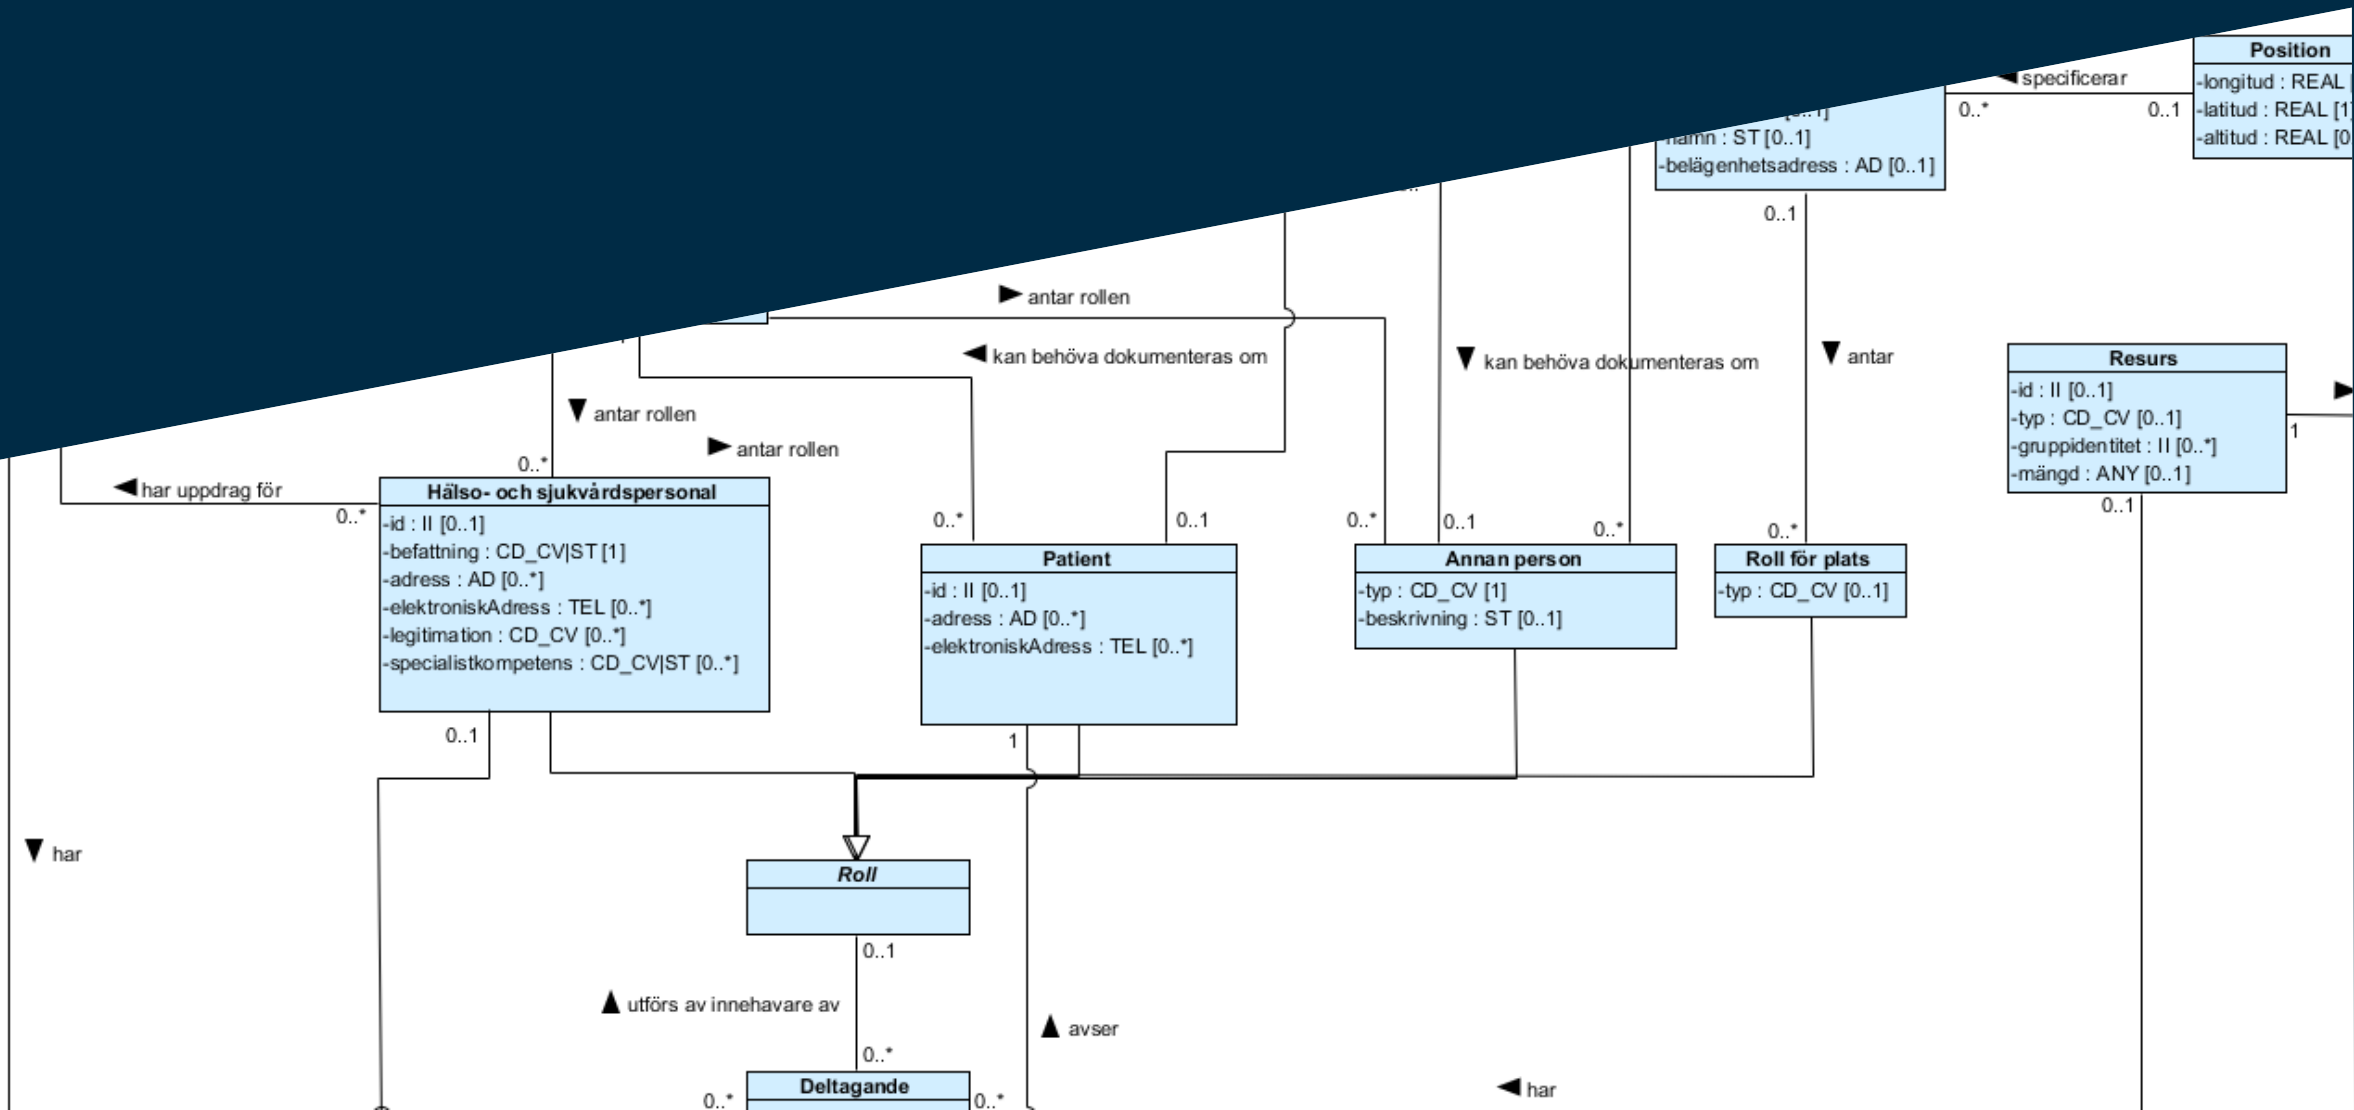 Position
-longitud : REAL
-latitud : REAL [1
-altitud : REAL [0
specificerar
0..*
0..1
-namn : ST [0..1]
-belägenhetsadress : AD [0..1]
0..1
antar rollen
kan behöva dokumenteras om
kan behöva dokumenteras om
antar
Resurs
-id : II [0..1]
-typ : CD_CV [0..1]
-gruppidentitet : II [0..*]
-mängd : ANY [0..1]
1
0..1
antar rollen
antar rollen
0..*
har uppdrag för
0..*
Hälso- och sjukvårdspersonal
-id : II [0..1]
-befattning : CD_CV|ST [1]
-adress : AD [0..*]
-elektroniskAdress : TEL [0..*]
-legitimation : CD_CV [0..*]
-specialistkompetens : CD_CV|ST [0..*]
0..1
0..*
0..1
Patient
-id : II [0..1]
-adress : AD [0..*]
-elektroniskAdress : TEL [0..*]
1
0..*
0..1
0..*
Annan person
-typ : CD_CV [1]
-beskrivning : ST [0..1]
0..*
Roll för plats
-typ : CD_CV [0..1]
har
Roll
0..1
utförs av innehavare av
avser
0..*
Deltagande
0..*
0..*
har